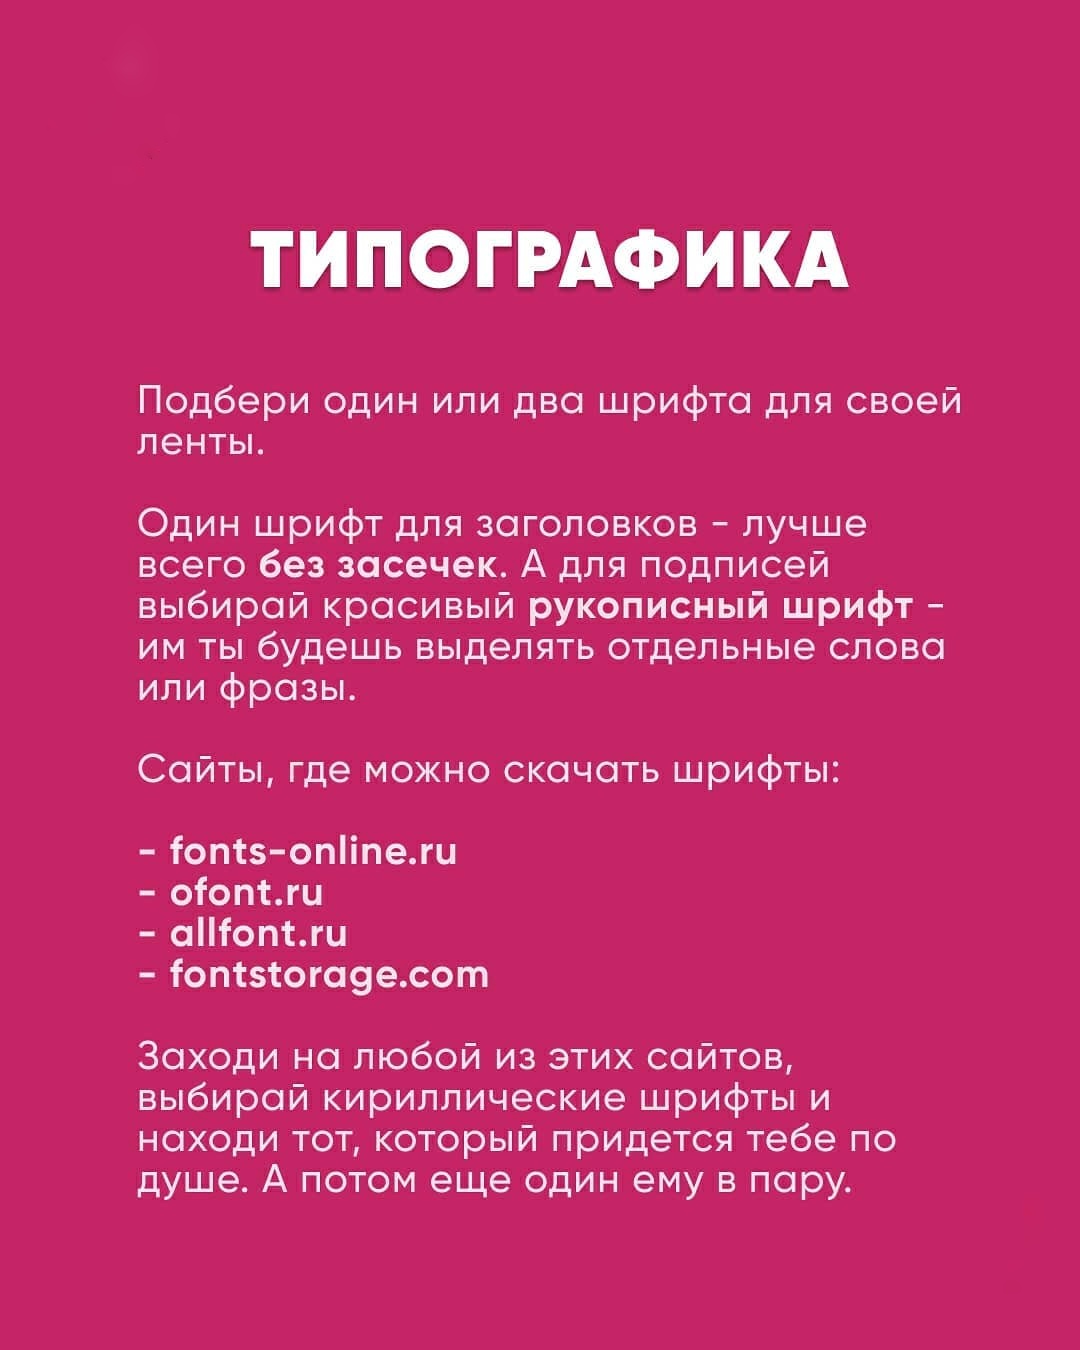 ТИПОГРАФИКА
Подбери один или два шрифта для своей
ленты.
Один шрифт для заголовков - лучше
всего без засечек. А для подписей
выбирай красивый рукописный шрифт -
им ты будешь выделять отдельные слова
или фразы.
Сайты, где можно скачать шрифты:
- fonts-online.ru
- ofont.ru
- allfont.ru
- fontstorage.com
Заходи на любой из этих сайтов,
выбирай кириллические шрифты и
находи тот, который придется тебе по
душе. А потом еще один ему в пару.